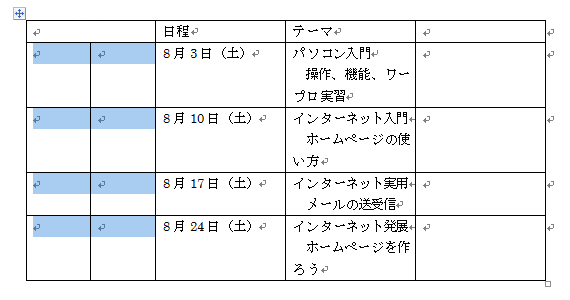 日程 テーマ
8月3日（土） パソコン入門
操作、機能、ワー
プロ実習
8月10日（土） インターネット入門
ホームページの使
い方
8月17日（土） インターネット実用
メールの送受信
8月24日（土） インターネット発展
ホームページを作
ろう